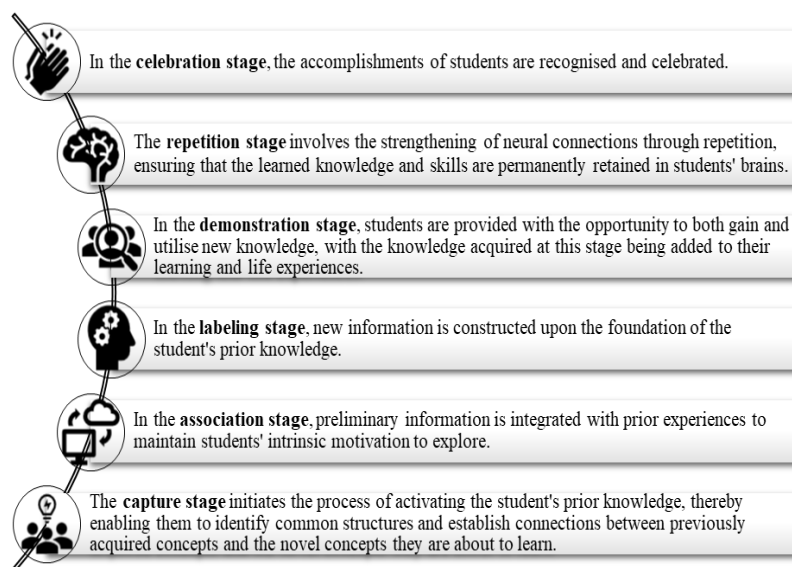 In the celebration stage, the accomplishments of students are recognised and celebrated.
The repetition stage involves the strengthening of neural connections through repetition,
ensuring that the learned knowledge and skills are permanently retained in students' brains.
In the demonstration stage, students are provided with the opportunity to both gain and
utilise new knowledge, with the knowledge acquired at this stage being added to their
learning and life experiences.
In the labeling stage, new information is constructed upon the foundation of the
student's prior knowledge.
In the association stage, preliminary information is integrated with prior experiences to
maintain students' intrinsic motivation to explore.
The capture stage initiates the process of activating the student's prior knowledge, thereby
enabling them to identify common structures and establish connections between previously
acquired concepts and the novel concepts they are about to learn.